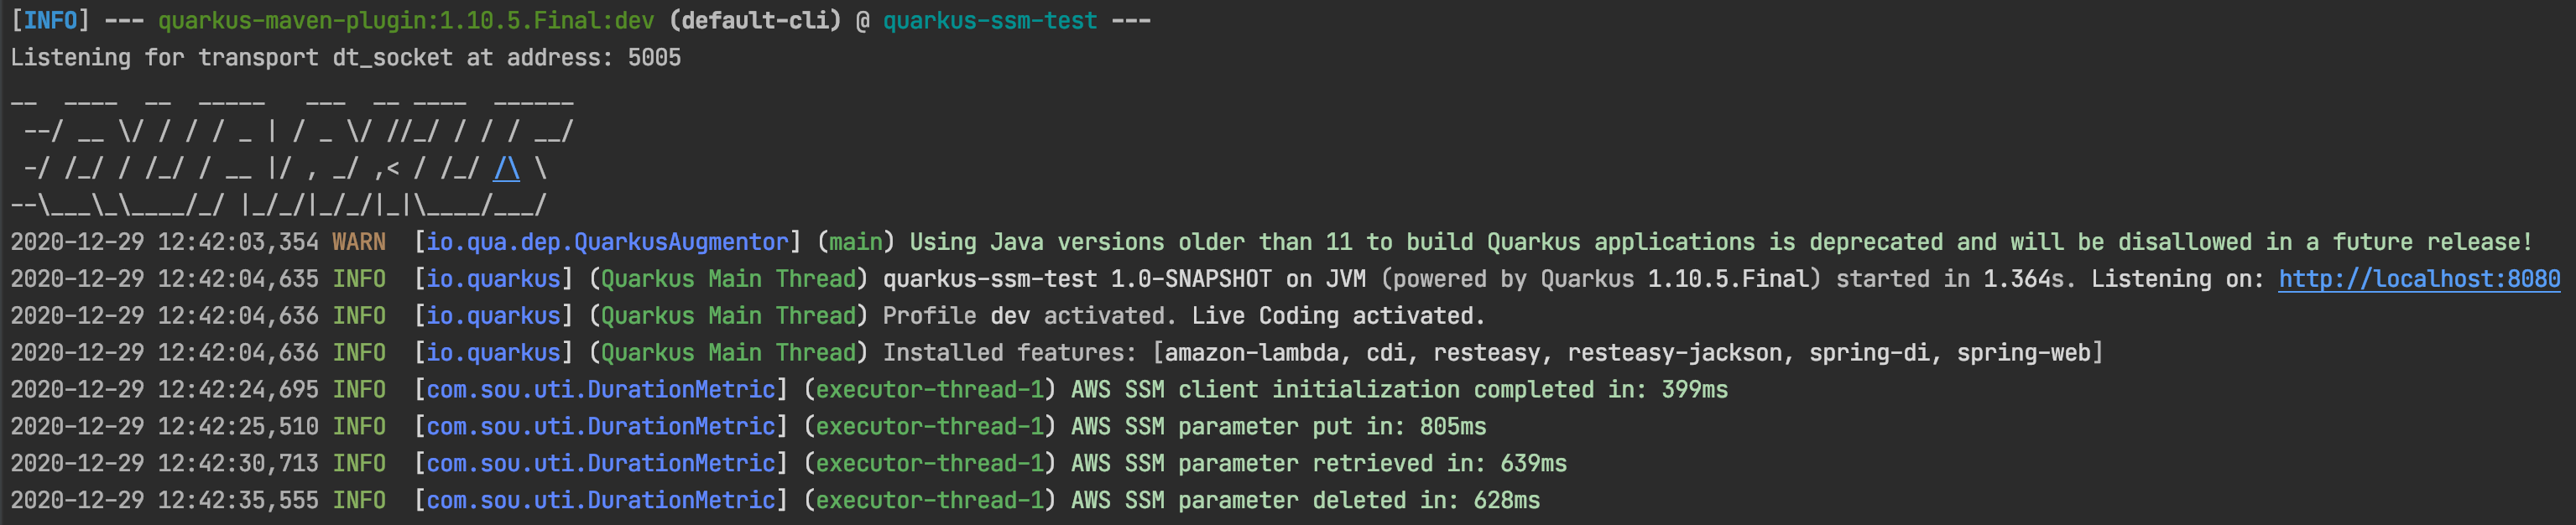 [INFO] --- quarkus-maven-plugin:1.10.5.Final:dev (default-cli) @ quarkus-ssm-test ---
Listening for transport dt_socket at address: 5005
__  ____  __  _____   ___  __ ____  ______
 --/ __ \/ / / / _ | / _ \/ //_/ / / / __/
 -/ /_/ / /_/ / __ |/ , _/ ,< / /_/ /\ \
--\___\_\____/_/ |_/_/|_/_/|_|\____/___/
2020-12-29 12:42:03,354 WARN  [io.qua.dep.QuarkusAugmentor] (main) Using Java versions older than 11 to build Quarkus applications is deprecated and will be disallowed in a future release!
2020-12-29 12:42:04,635 INFO  [io.quarkus] (Quarkus Main Thread) quarkus-ssm-test 1.0-SNAPSHOT on JVM (powered by Quarkus 1.10.5.Final) started in 1.364s. Listening on: http://localhost:8080
2020-12-29 12:42:04,636 INFO  [io.quarkus] (Quarkus Main Thread) Profile dev activated. Live Coding activated.
2020-12-29 12:42:04,636 INFO  [io.quarkus] (Quarkus Main Thread) Installed features: [amazon-lambda, cdi, resteasy, resteasy-jackson, spring-di, spring-web]
2020-12-29 12:42:24,695 INFO  [com.sou.uti.DurationMetric] (executor-thread-1) AWS SSM client initialization completed in: 399ms
2020-12-29 12:42:25,510 INFO  [com.sou.uti.DurationMetric] (executor-thread-1) AWS SSM parameter put in: 805ms
2020-12-29 12:42:30,713 INFO  [com.sou.uti.DurationMetric] (executor-thread-1) AWS SSM parameter retrieved in: 639ms
2020-12-29 12:42:35,555 INFO  [com.sou.uti.DurationMetric] (executor-thread-1) AWS SSM parameter deleted in: 628ms